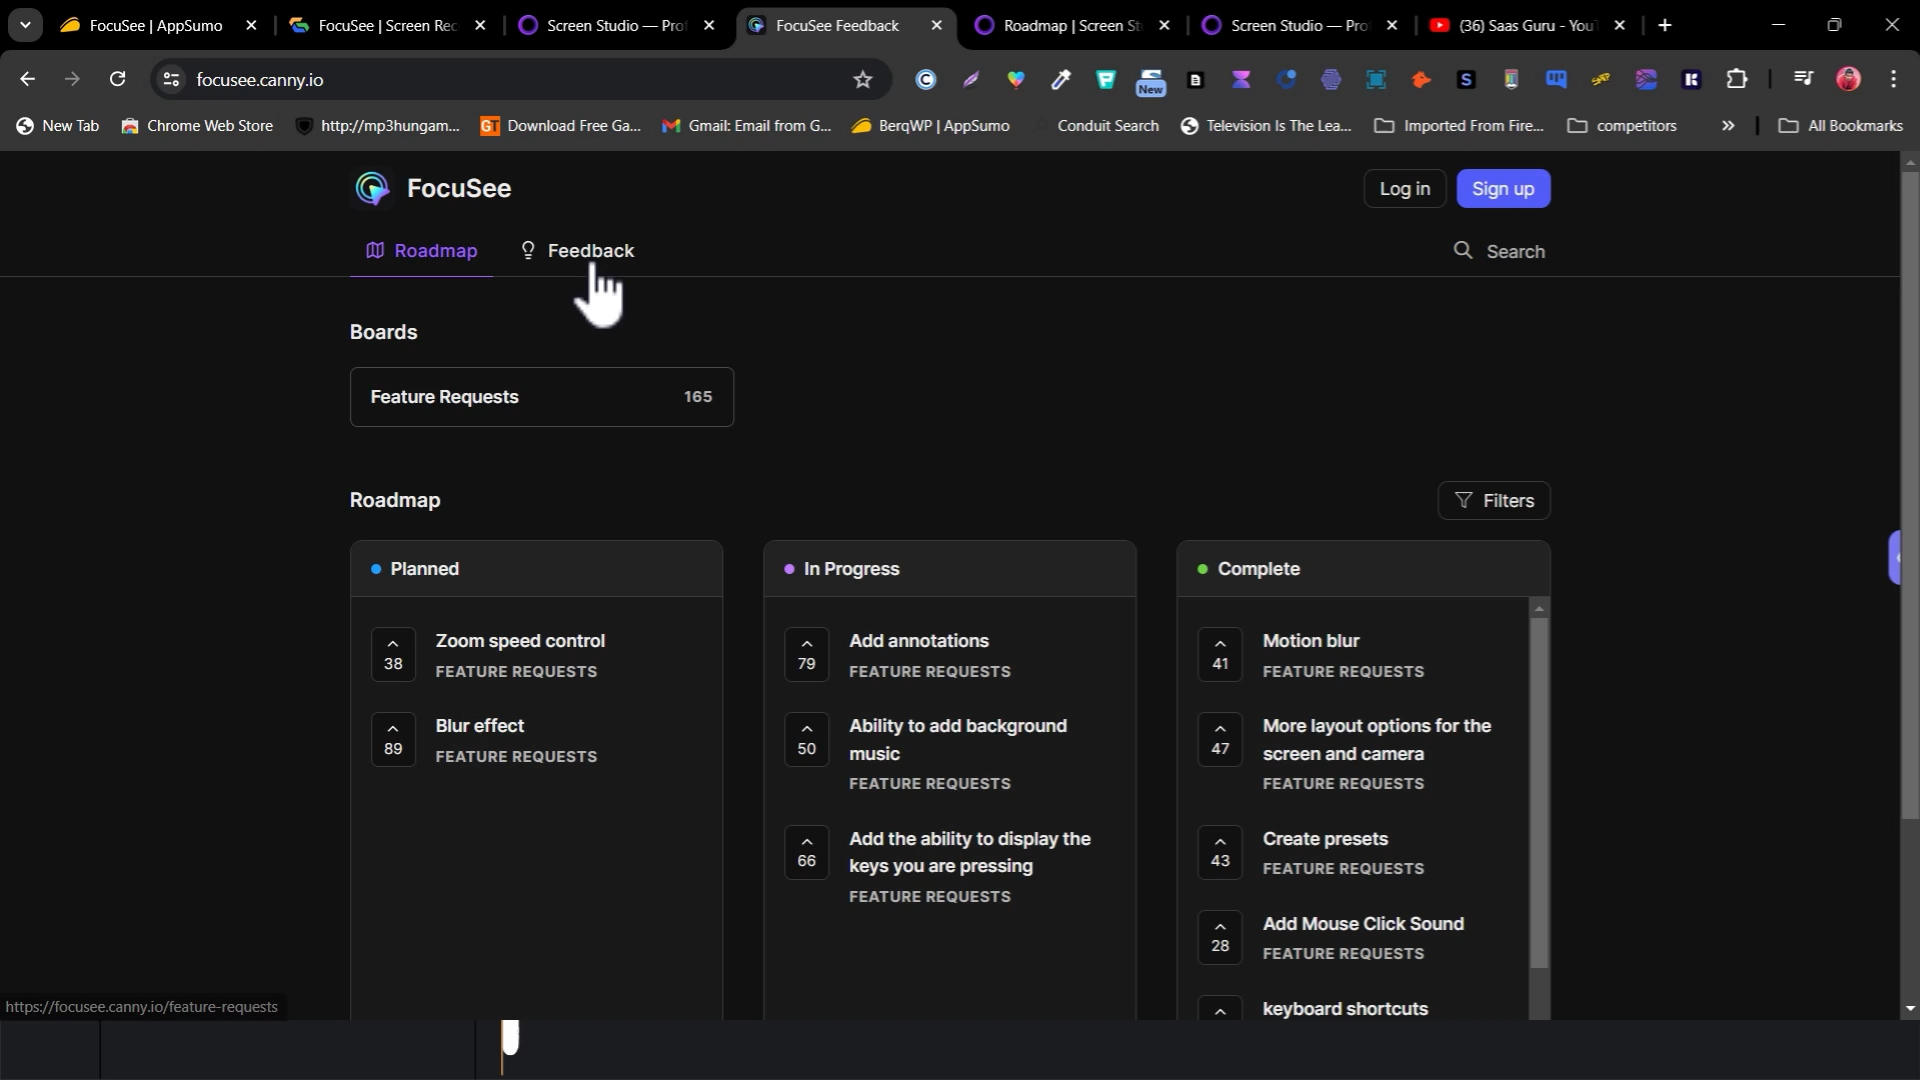 FocuSee | AppSumo
FocuSee | Screen Rec
Screen Studio — Prof
FocuSee Feedback
Roadmap | Screen St
Screen Studio — Pro
(36) Saas Guru - You
focusee.canny.io
New
New Tab
Chrome Web Store
http://mp3hungam...
Download Free Ga...
Gmail: Email from G...
BerqWP | AppSumo
Conduit Search
Television Is The Lea...
Imported From Fire...
competitors
All Bookmarks
FocuSee
Log in
Sign up
Roadmap
Feedback
Search
Boards
Feature Requests
165
Roadmap
Filters
Planned
38
Zoom speed control
FEATURE REQUESTS
89
Blur effect
FEATURE REQUESTS
In Progress
79
Add annotations
FEATURE REQUESTS
50
Ability to add background
music
FEATURE REQUESTS
66
Add the ability to display the
keys you are pressing
FEATURE REQUESTS
Complete
41
Motion blur
FEATURE REQUESTS
47
More layout options for the
screen and camera
FEATURE REQUESTS
43
Create presets
FEATURE REQUESTS
28
Add Mouse Click Sound
FEATURE REQUESTS
keyboard shortcuts
https://focusee.canny.io/feature-requests